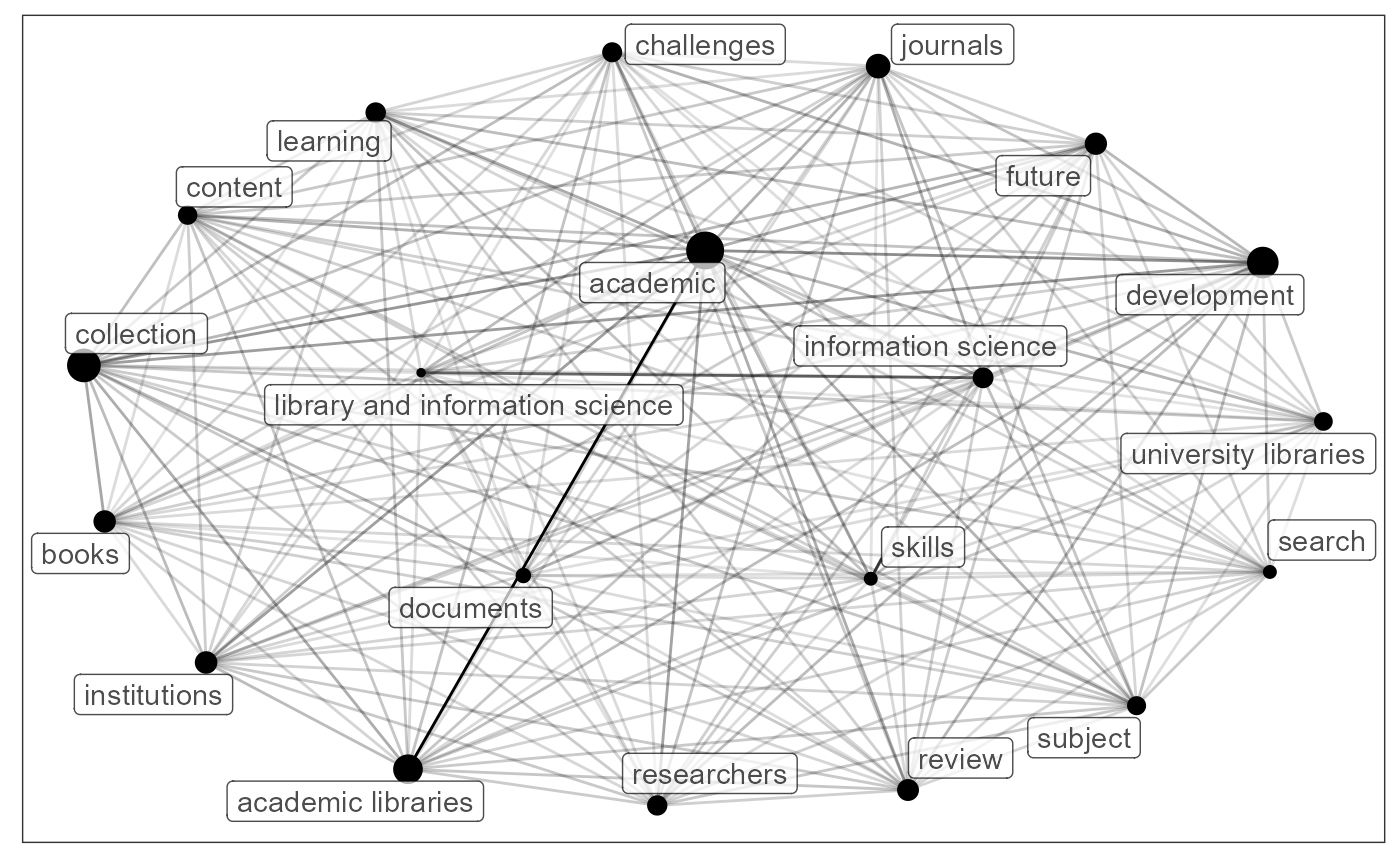 challenges
journals
learning
future
content
academic
development
collection
information science
library and information science
university libraries
books
skills
search
documents
institutions
subject
review
researchers
academic libraries